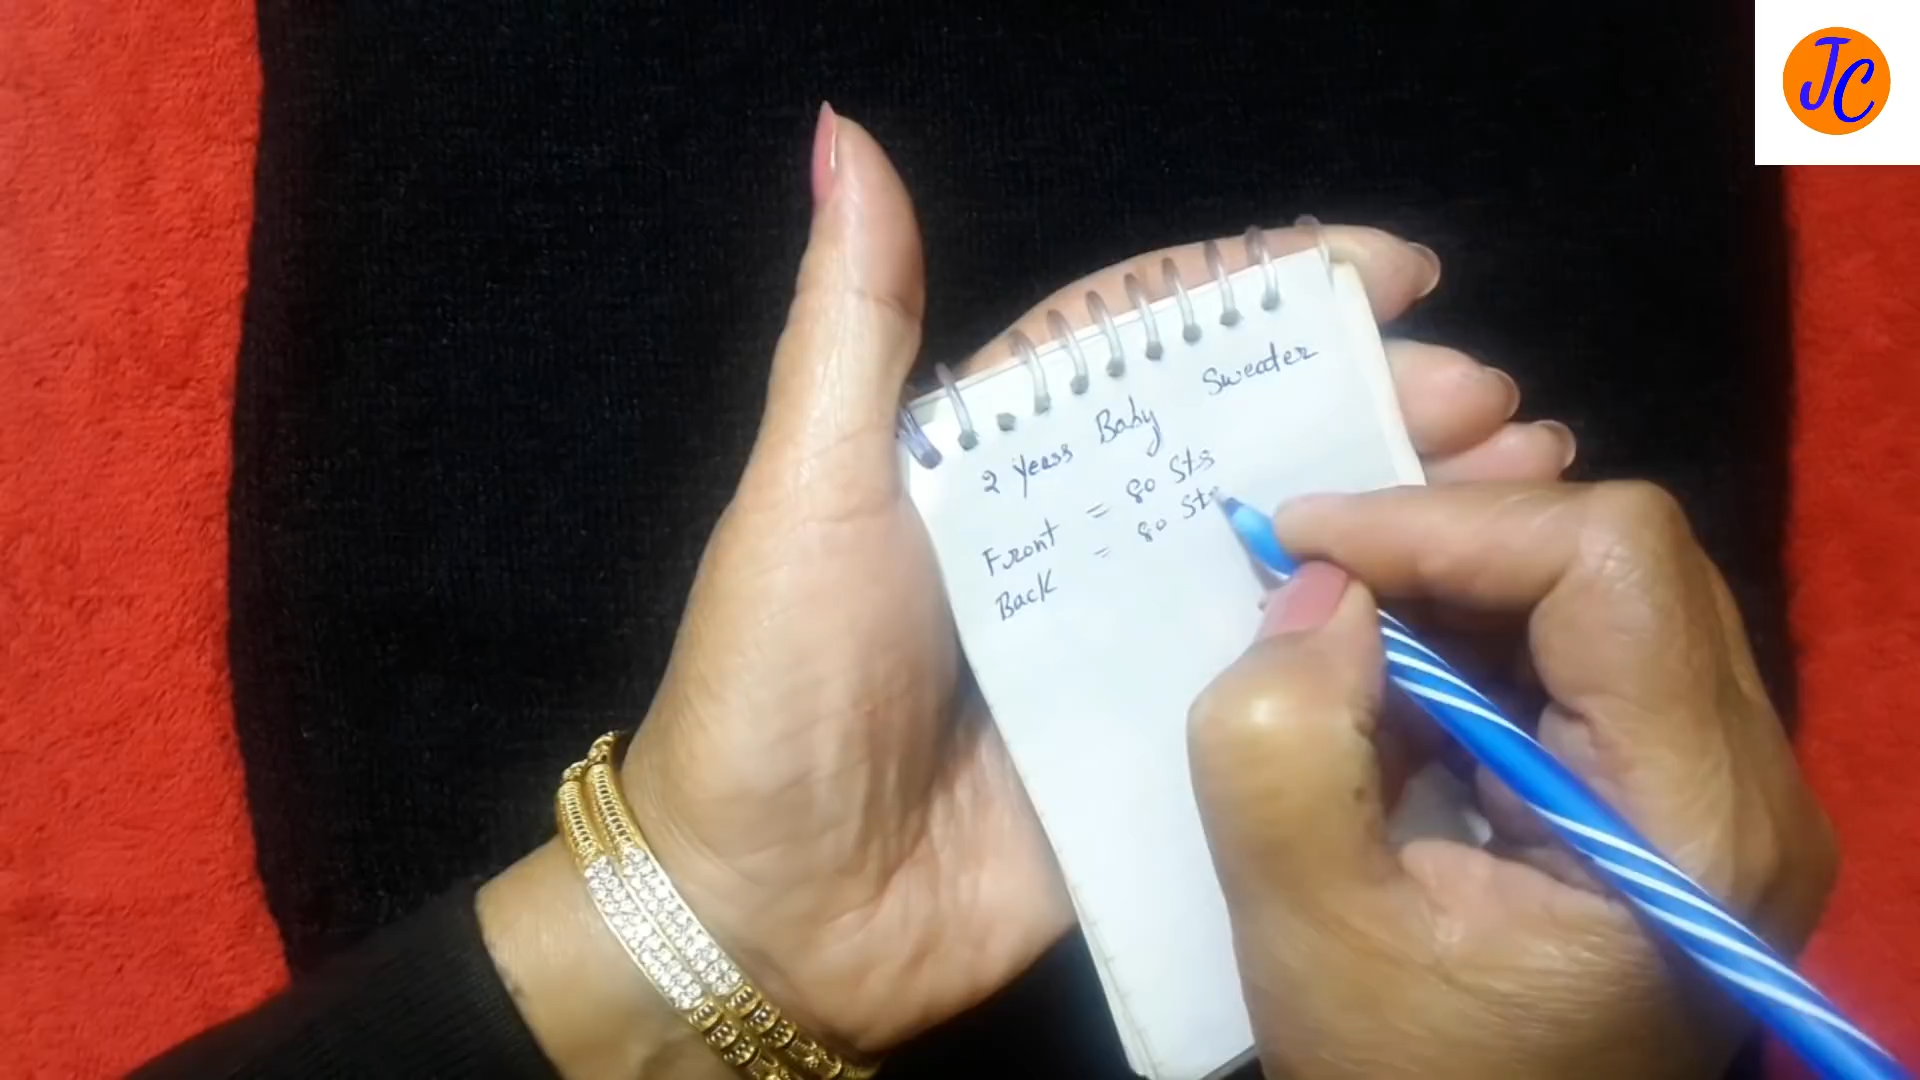 JC
2 Years Baby Sweater
Front = 80 Sts
Back = 80 Sts